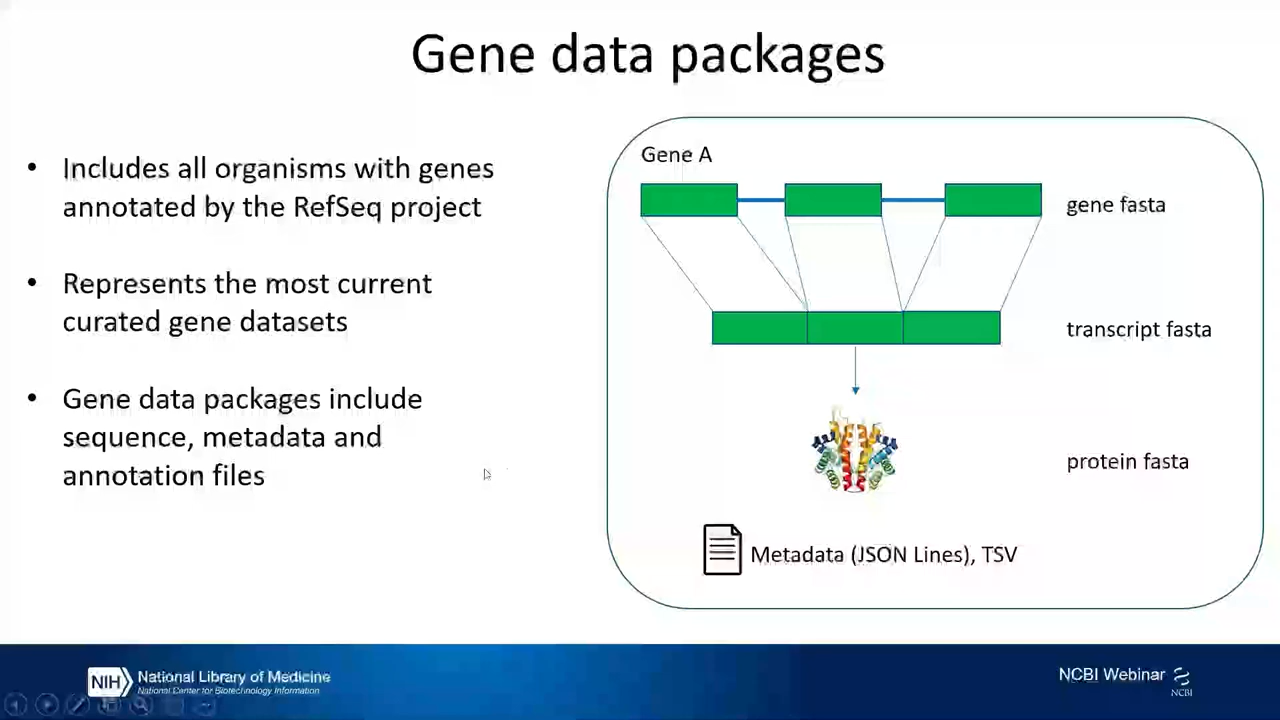 Gene data packages
• Includes all organisms with genes
annotated by the RefSeq project
• Represents the most current
curated gene datasets
• Gene data packages include
sequence, metadata and
annotation files
Gene A
gene fasta
transcript fasta
protein fasta
Metadata (JSON Lines), TSV
NIH
National Library of Medicine
National Center for Biotechnology Information
NCBI Webinar
NCBI